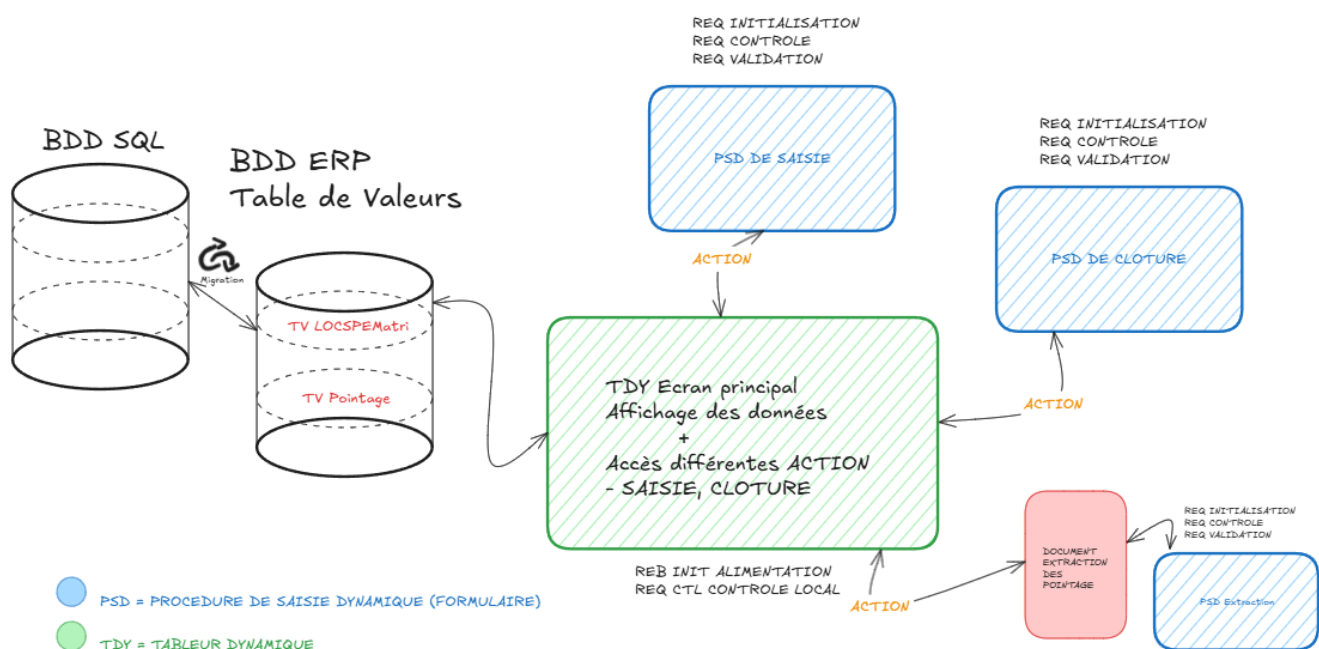 REQ INITIALISATION
REQ CONTROLE
REQ VALIDATION
PSD DE SAISIE
REQ INITIALISATION
REQ CONTROLE
REQ VALIDATION
PSD DE CLOTURE
BDD SQL
BDD ERP
Table de Valeurs
Migration
TV LOCSPEMatri
TV Pointage
ACTION
TDY Ecran principal
Affichage des données
+
Accès différentes ACTION
- SAISIE, CLOTURE
ACTION
REB INIT ALIMENTATION
REQ CTL CONTROLE LOCAL
ACTION
DOCUMENT
EXTRACTION
DES
POINTAGE
REQ INITIALISATION
REQ CONTROLE
REQ VALIDATION
PSD Extraction
PSD = PROCEDURE DE SAISIE DYNAMIQUE (FORMULAIRE)
TDY = TABLEUR DYNAMIQUE